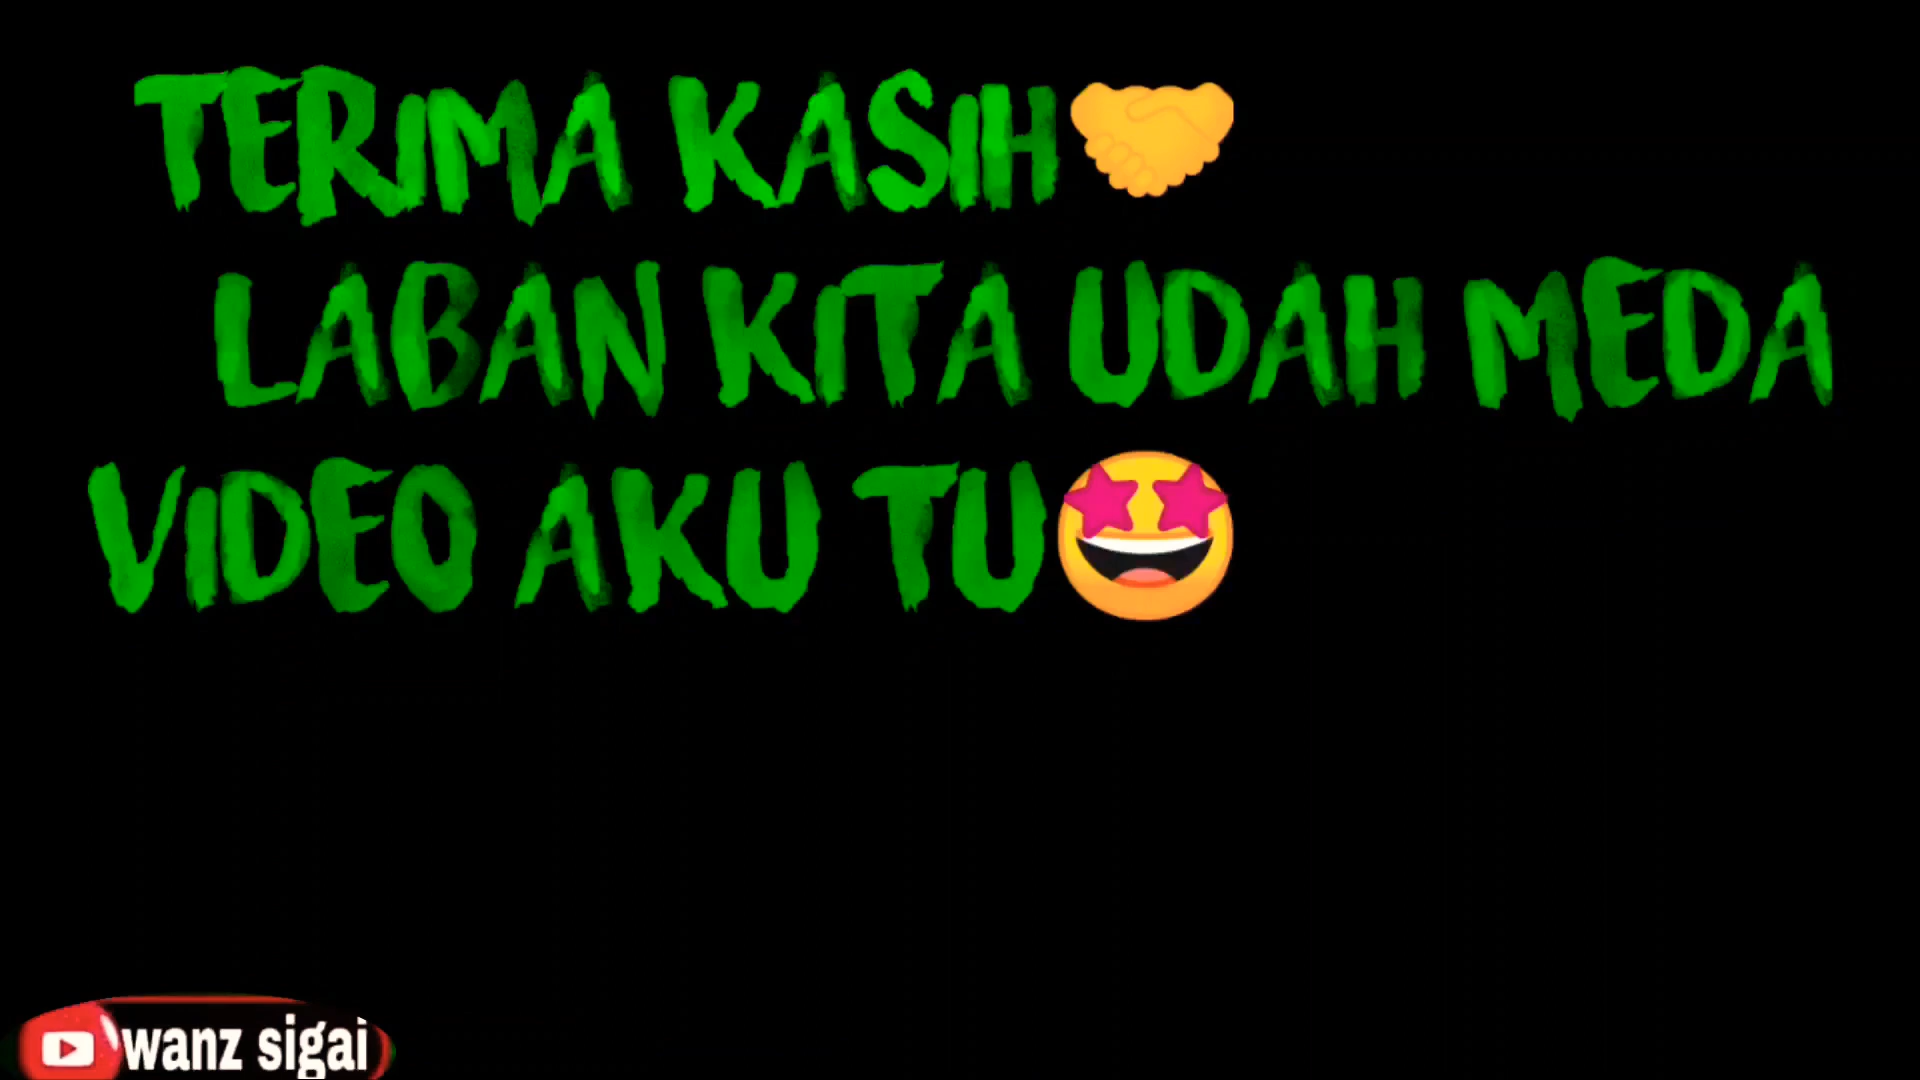 TERIMA KASIH🤝
LABAN KITA UDAH MEDA
VIDEO AKU TU🤩
wanz sigai